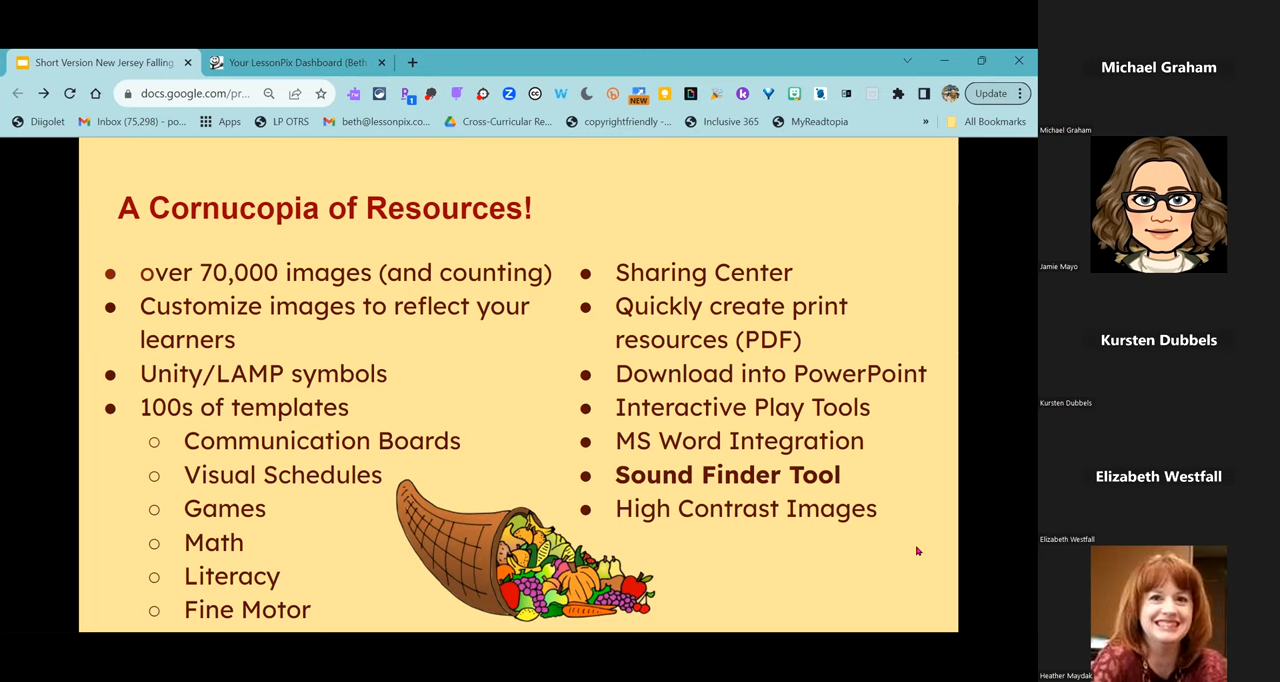 Short Version New Jersey Falling
Your LessonPix Dashboard (Beth
docs.google.com/pr...
1
NEW
Update
Diigolet
Inbox (75,298) - po...
Apps
LP OTRS
beth@lessonpix.co...
Cross-Curricular Re...
copyrightfriendly -...
Inclusive 365
MyReadtopia
»
All Bookmarks
A Cornucopia of Resources!
over 70,000 images (and counting)
Customize images to reflect your
learners
Unity/LAMP symbols
100s of templates
Communication Boards
Visual Schedules
Games
Math
Literacy
Fine Motor
Sharing Center
Quickly create print
resources (PDF)
Download into PowerPoint
Interactive Play Tools
MS Word Integration
Sound Finder Tool
High Contrast Images
Michael Graham
Michael Graham
Jamie Mayo
Kursten Dubbels
Kursten Dubbels
Elizabeth Westfall
Elizabeth Westfall
Heather Maydak